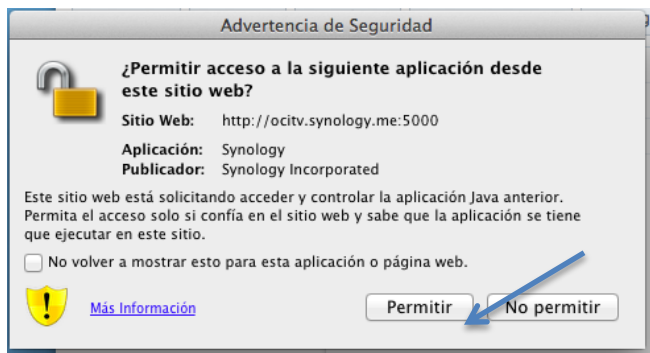 Advertencia de Seguridad
¿Permitir acceso a la siguiente aplicación desde
este sitio web?
Sitio Web: http://ocitv.synology.me:5000
Aplicación: Synology
Publicador: Synology Incorporated
Este sitio web está solicitando acceder y controlar la aplicación Java anterior.
Permita el acceso solo si confía en el sitio web y sabe que la aplicación se tiene
que ejecutar en este sitio.
No volver a mostrar esto para esta aplicación o página web.
Más Información
Permitir
No permitir